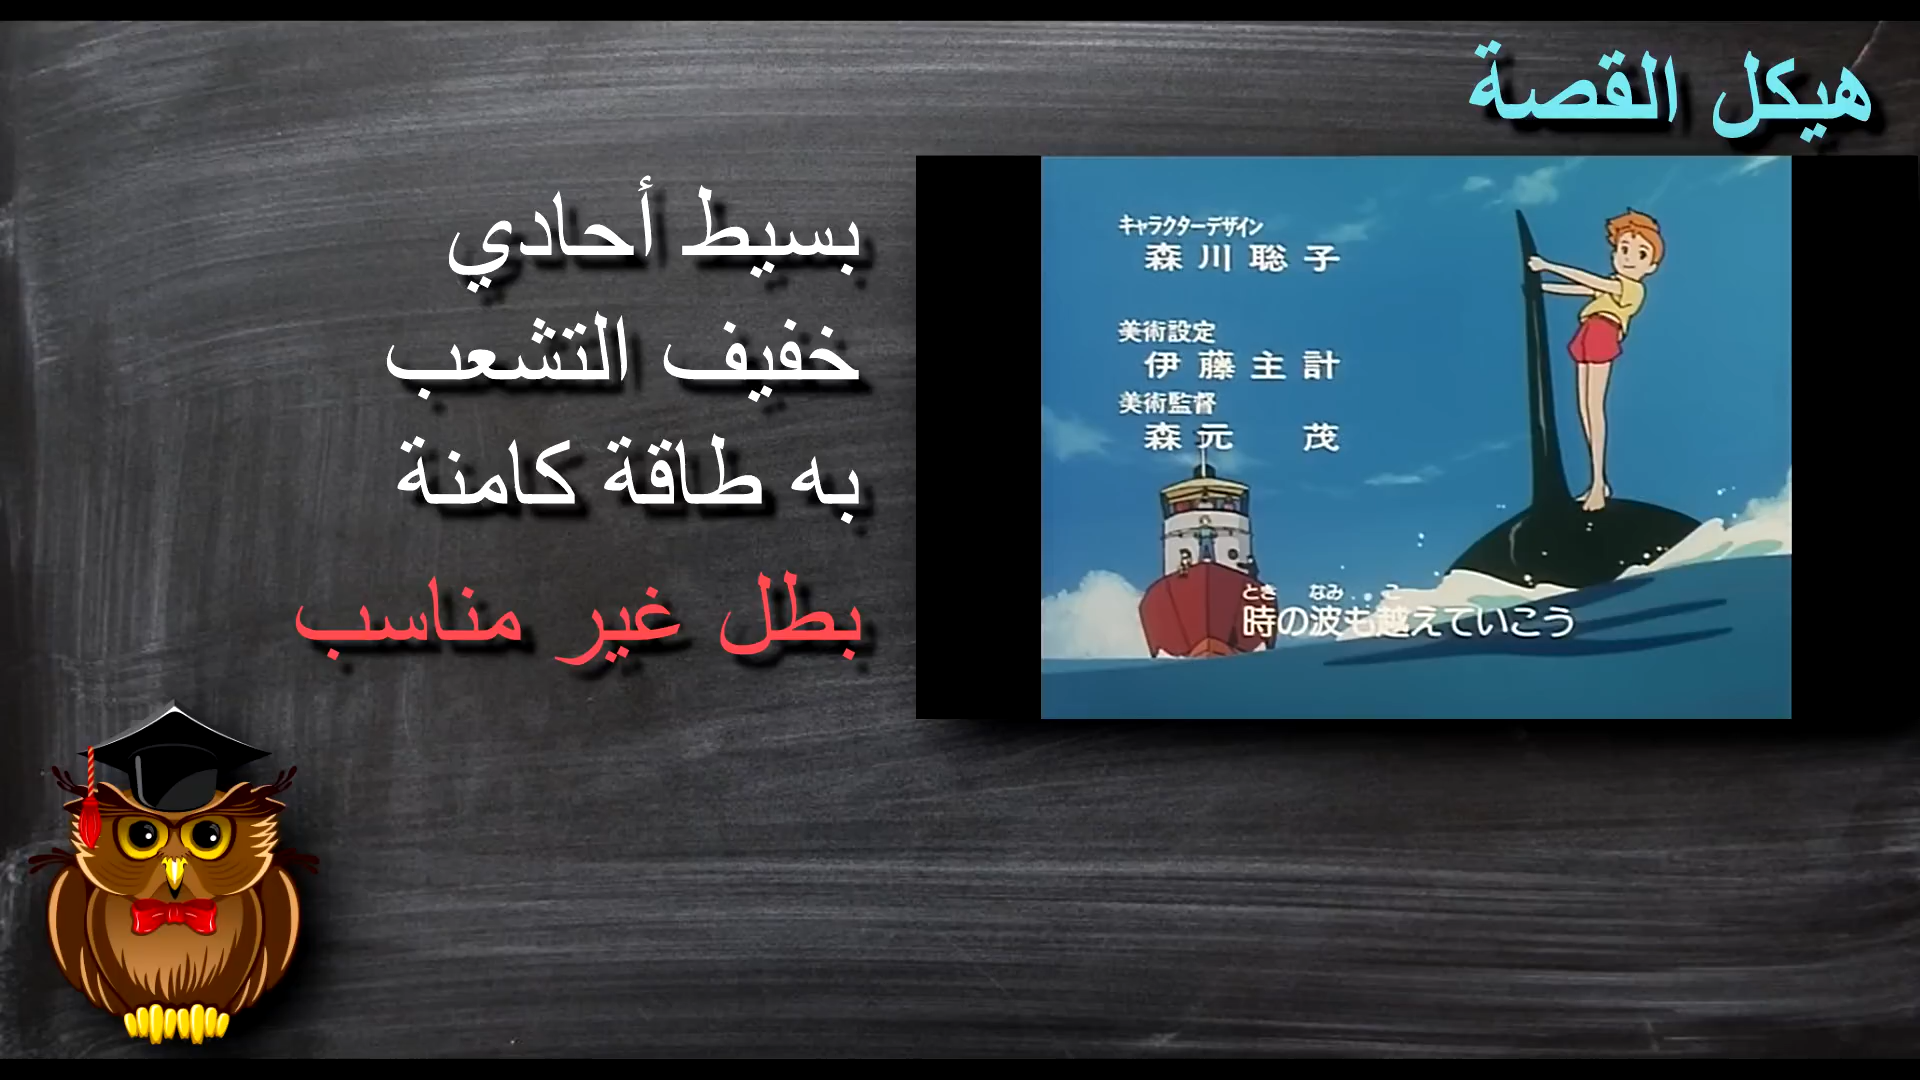 هيكل القصة
بسيط أحادي
خفيف التشعب
به طاقة كامنة
بطل غير مناسب
キャラクターデザイン
森川聡子
美術設定
伊藤主計
美術監督
森元 茂
とき なみ こ
時の波も越えていこう